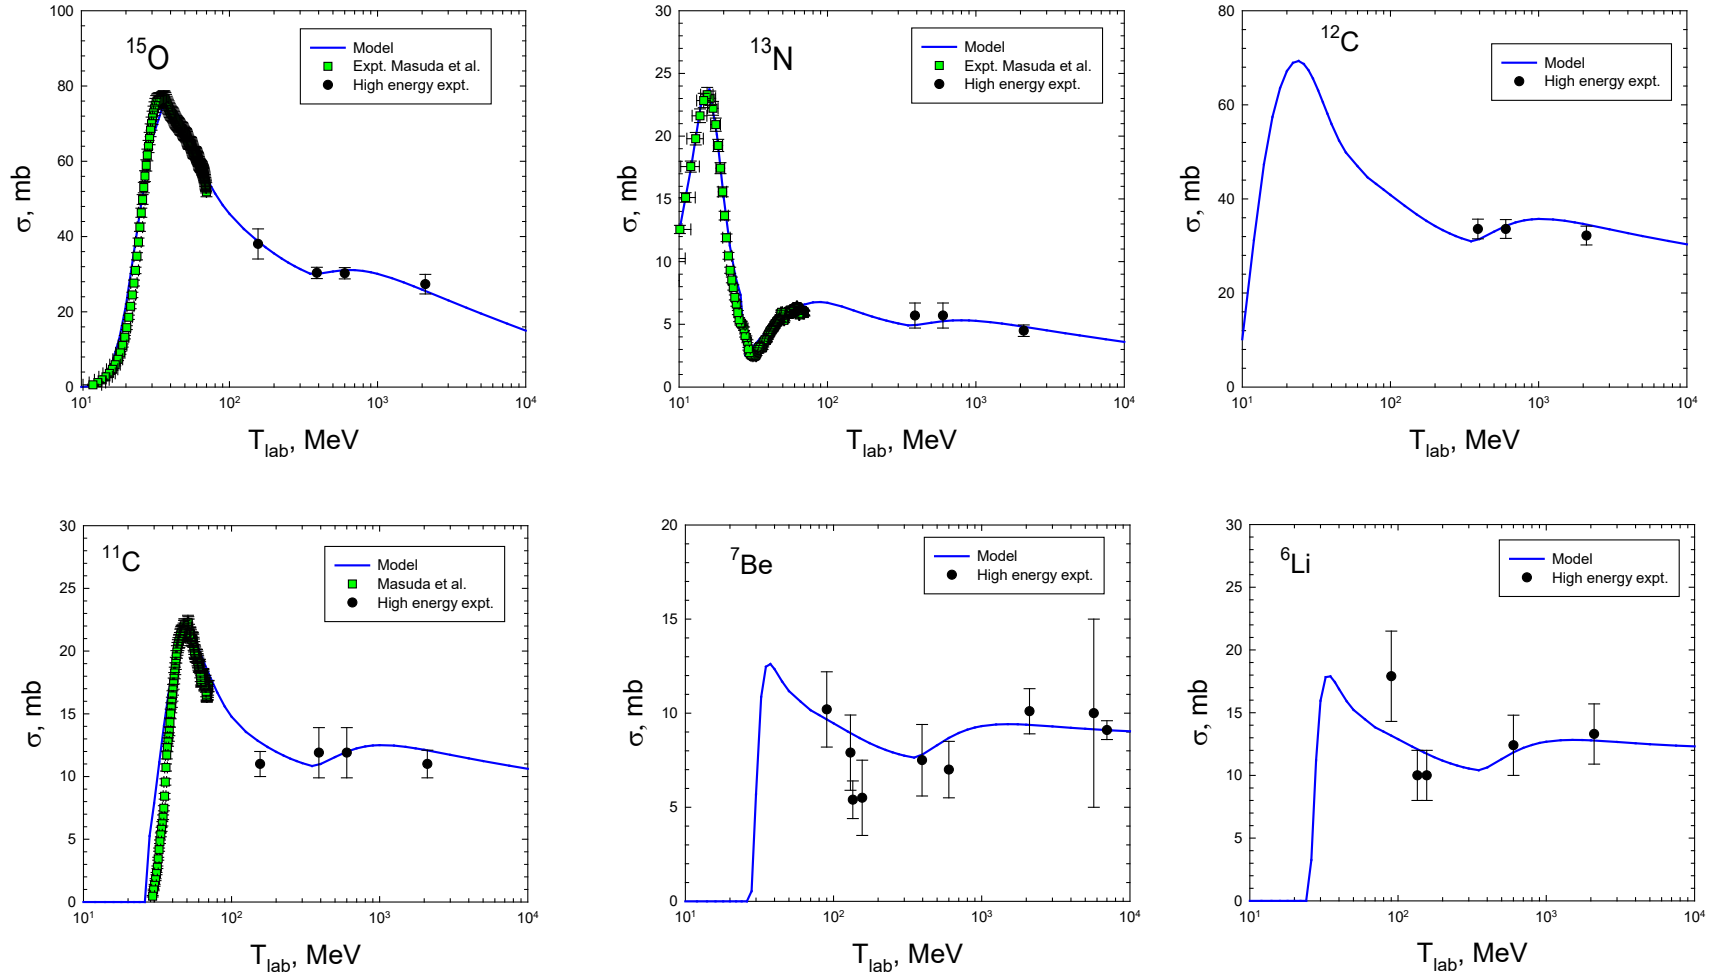 100
80
60
40
20
0
σ, mb
¹⁵O
Model
Expt. Masuda et al.
High energy expt.
10¹ 10² 10³ 10⁴
T_lab, MeV
30
25
20
15
10
5
0
σ, mb
¹³N
Model
Expt. Masuda et al.
High energy expt.
10¹ 10² 10³ 10⁴
T_lab, MeV
80
60
40
20
0
σ, mb
¹²C
Model
High energy expt.
10¹ 10² 10³ 10⁴
T_lab, MeV
30
25
20
15
10
5
0
σ, mb
¹¹C
Model
Masuda et al.
High energy expt.
10¹ 10² 10³ 10⁴
T_lab, MeV
20
15
10
5
0
σ, mb
⁷Be
Model
High energy expt.
10¹ 10² 10³ 10⁴
T_lab, MeV
30
25
20
15
10
5
0
σ, mb
⁶Li
Model
High energy expt.
10¹ 10² 10³ 10⁴
T_lab, MeV